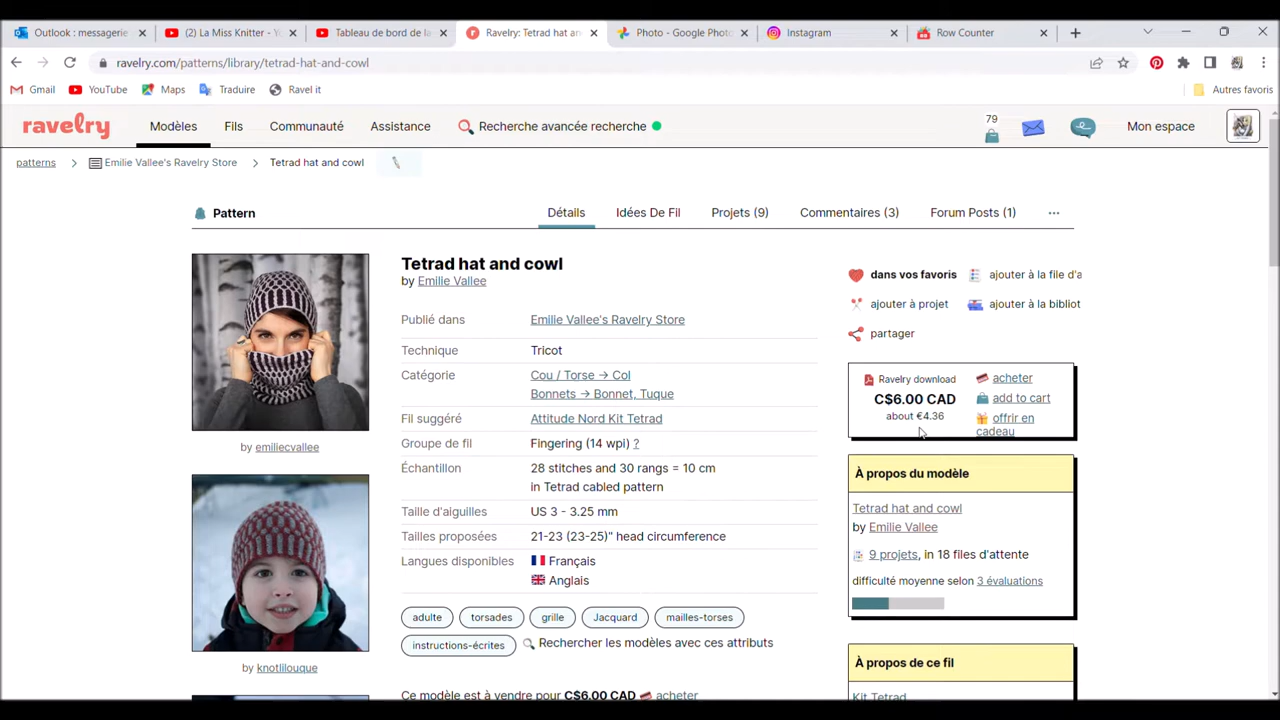 Outlook : messagerie
(2) La Miss Knitter - Yo
Tableau de bord de la
Ravelry: Tetrad hat an
Photo - Google Photo
Instagram
Row Counter
ravelry.com/patterns/library/tetrad-hat-and-cowl
Gmail
YouTube
Maps
Traduire
Ravel it
Autres favoris
ravelry
Modèles
Fils
Communauté
Assistance
Recherche avancée recherche
79
Mon espace
patterns
Emilie Vallee's Ravelry Store
Tetrad hat and cowl
Pattern
Détails
Idées De Fil
Projets (9)
Commentaires (3)
Forum Posts (1)
Tetrad hat and cowl
by Emilie Vallee
Publié dans Emilie Vallee's Ravelry Store
Technique Tricot
Catégorie Cou / Torse → Col
Bonnets → Bonnet, Tuque
Fil suggéré Attitude Nord Kit Tetrad
Groupe de fil Fingering (14 wpi) ?
Échantillon 28 stitches and 30 rangs = 10 cm
in Tetrad cabled pattern
Taille d'aiguilles US 3 - 3.25 mm
Tailles proposées 21-23 (23-25)" head circumference
Langues disponibles Français
Anglais
adulte
torsades
grille
Jacquard
mailles-torses
instructions-écrites
Rechercher les modèles avec ces attributs
Ce modèle est à vendre pour C$6.00 CAD acheter
by emiliecvallee
by knotlilouque
dans vos favoris
ajouter à la file d'a
ajouter à projet
ajouter à la bibliot
partager
Ravelry download
C$6.00 CAD
about €4.36
acheter
add to cart
offrir en
cadeau
À propos du modèle
Tetrad hat and cowl
by Emilie Vallee
9 projets, in 18 files d'attente
difficulté moyenne selon 3 évaluations
À propos de ce fil
Kit Tetrad